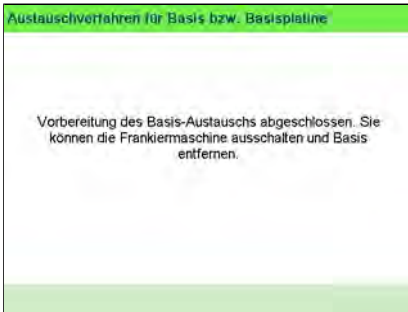 Austauschverfahren für Basis bzw. Basisplatine
Vorbereitung des Basis-Austauschs abgeschlossen. Sie
können die Frankiermaschine ausschalten und Basis
entfernen.